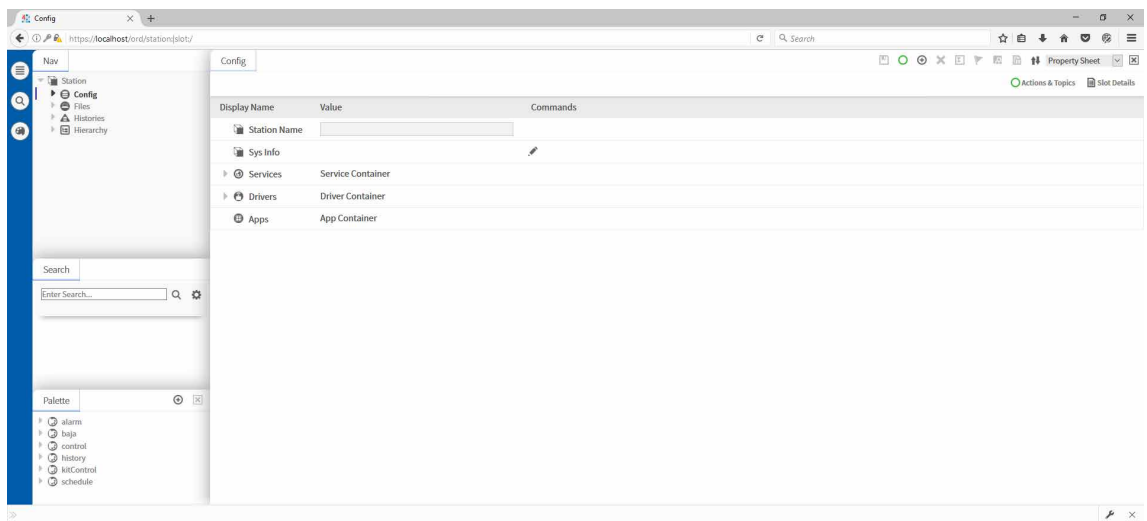 Config
https://localhost/ord/station:|slot:/
Search
Nav
Station
Config
Files
Histories
Hierarchy
Config
Property Sheet
Actions & Topics
Slot Details
Display Name Value Commands
Station Name
Sys Info
Services Service Container
Drivers Driver Container
Apps App Container
Search
Enter Search...
Palette
alarm
baja
control
history
kitControl
schedule